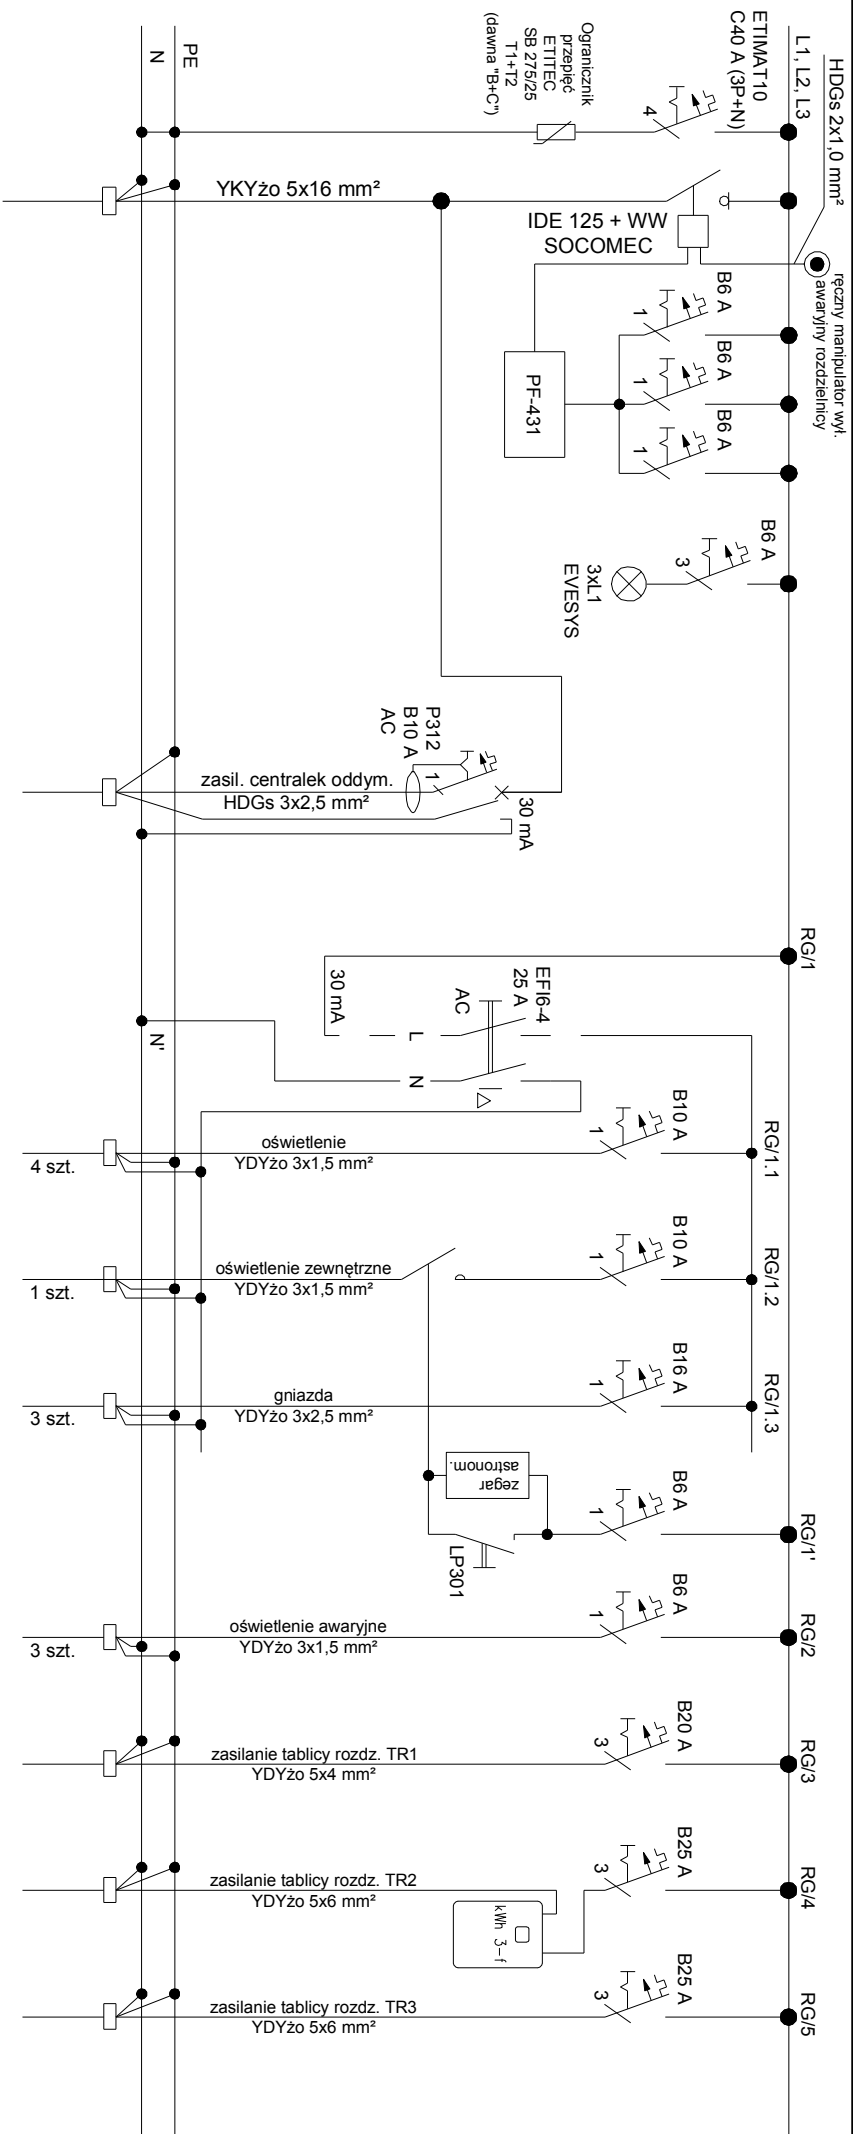 HDGs 2x1,0 mm²
ręczny manipulator wył.
awaryjny rozdzielnicy
L1, L2, L3
ETIMAT10
C40 A (3P+N)
4
Ogranicznik
przepięć
ETITEC
SB 275/25
T1+T2
(dawna "B+C")
PE
N
YKYżo 5x16 mm²
IDE 125 + WW
SOCOMEC
B6 A
1
B6 A
1
B6 A
1
PF-431
B6 A
3
3xL1
EVESYS
P312
B10 A
AC
1
30 mA
zasil. centralek oddym.
HDGs 3x2,5 mm²
RG/1
30 mA
EFI6-4
25 A
AC
L
N
N'
RG/1.1
B10 A
1
oświetlenie
YDYżo 3x1,5 mm²
4 szt.
RG/1.2
B10 A
1
oświetlenie zewnętrzne
YDYżo 3x1,5 mm²
1 szt.
RG/1.3
B16 A
1
gniazda
YDYżo 3x2,5 mm²
3 szt.
RG/1'
B6 A
1
zegar
astronom.
LP301
RG/2
B6 A
1
oświetlenie awaryjne
YDYżo 3x1,5 mm²
3 szt.
RG/3
B20 A
3
zasilanie tablicy rozdz. TR1
YDYżo 5x4 mm²
RG/4
B25 A
3
kWh 3-f
zasilanie tablicy rozdz. TR2
YDYżo 5x6 mm²
RG/5
B25 A
3
zasilanie tablicy rozdz. TR3
YDYżo 5x6 mm²